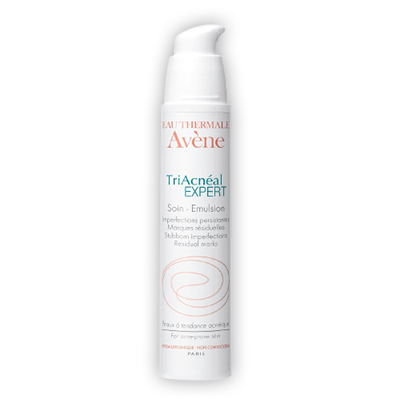 EAU THERMALE
Avène
TriAcnéal
EXPERT
Soin - Emulsion
Imperfections persistantes
Marques résiduelles
Stubborn imperfections
Residual marks
Peaux à tendance acnéique
For acne-prone skin
PARIS